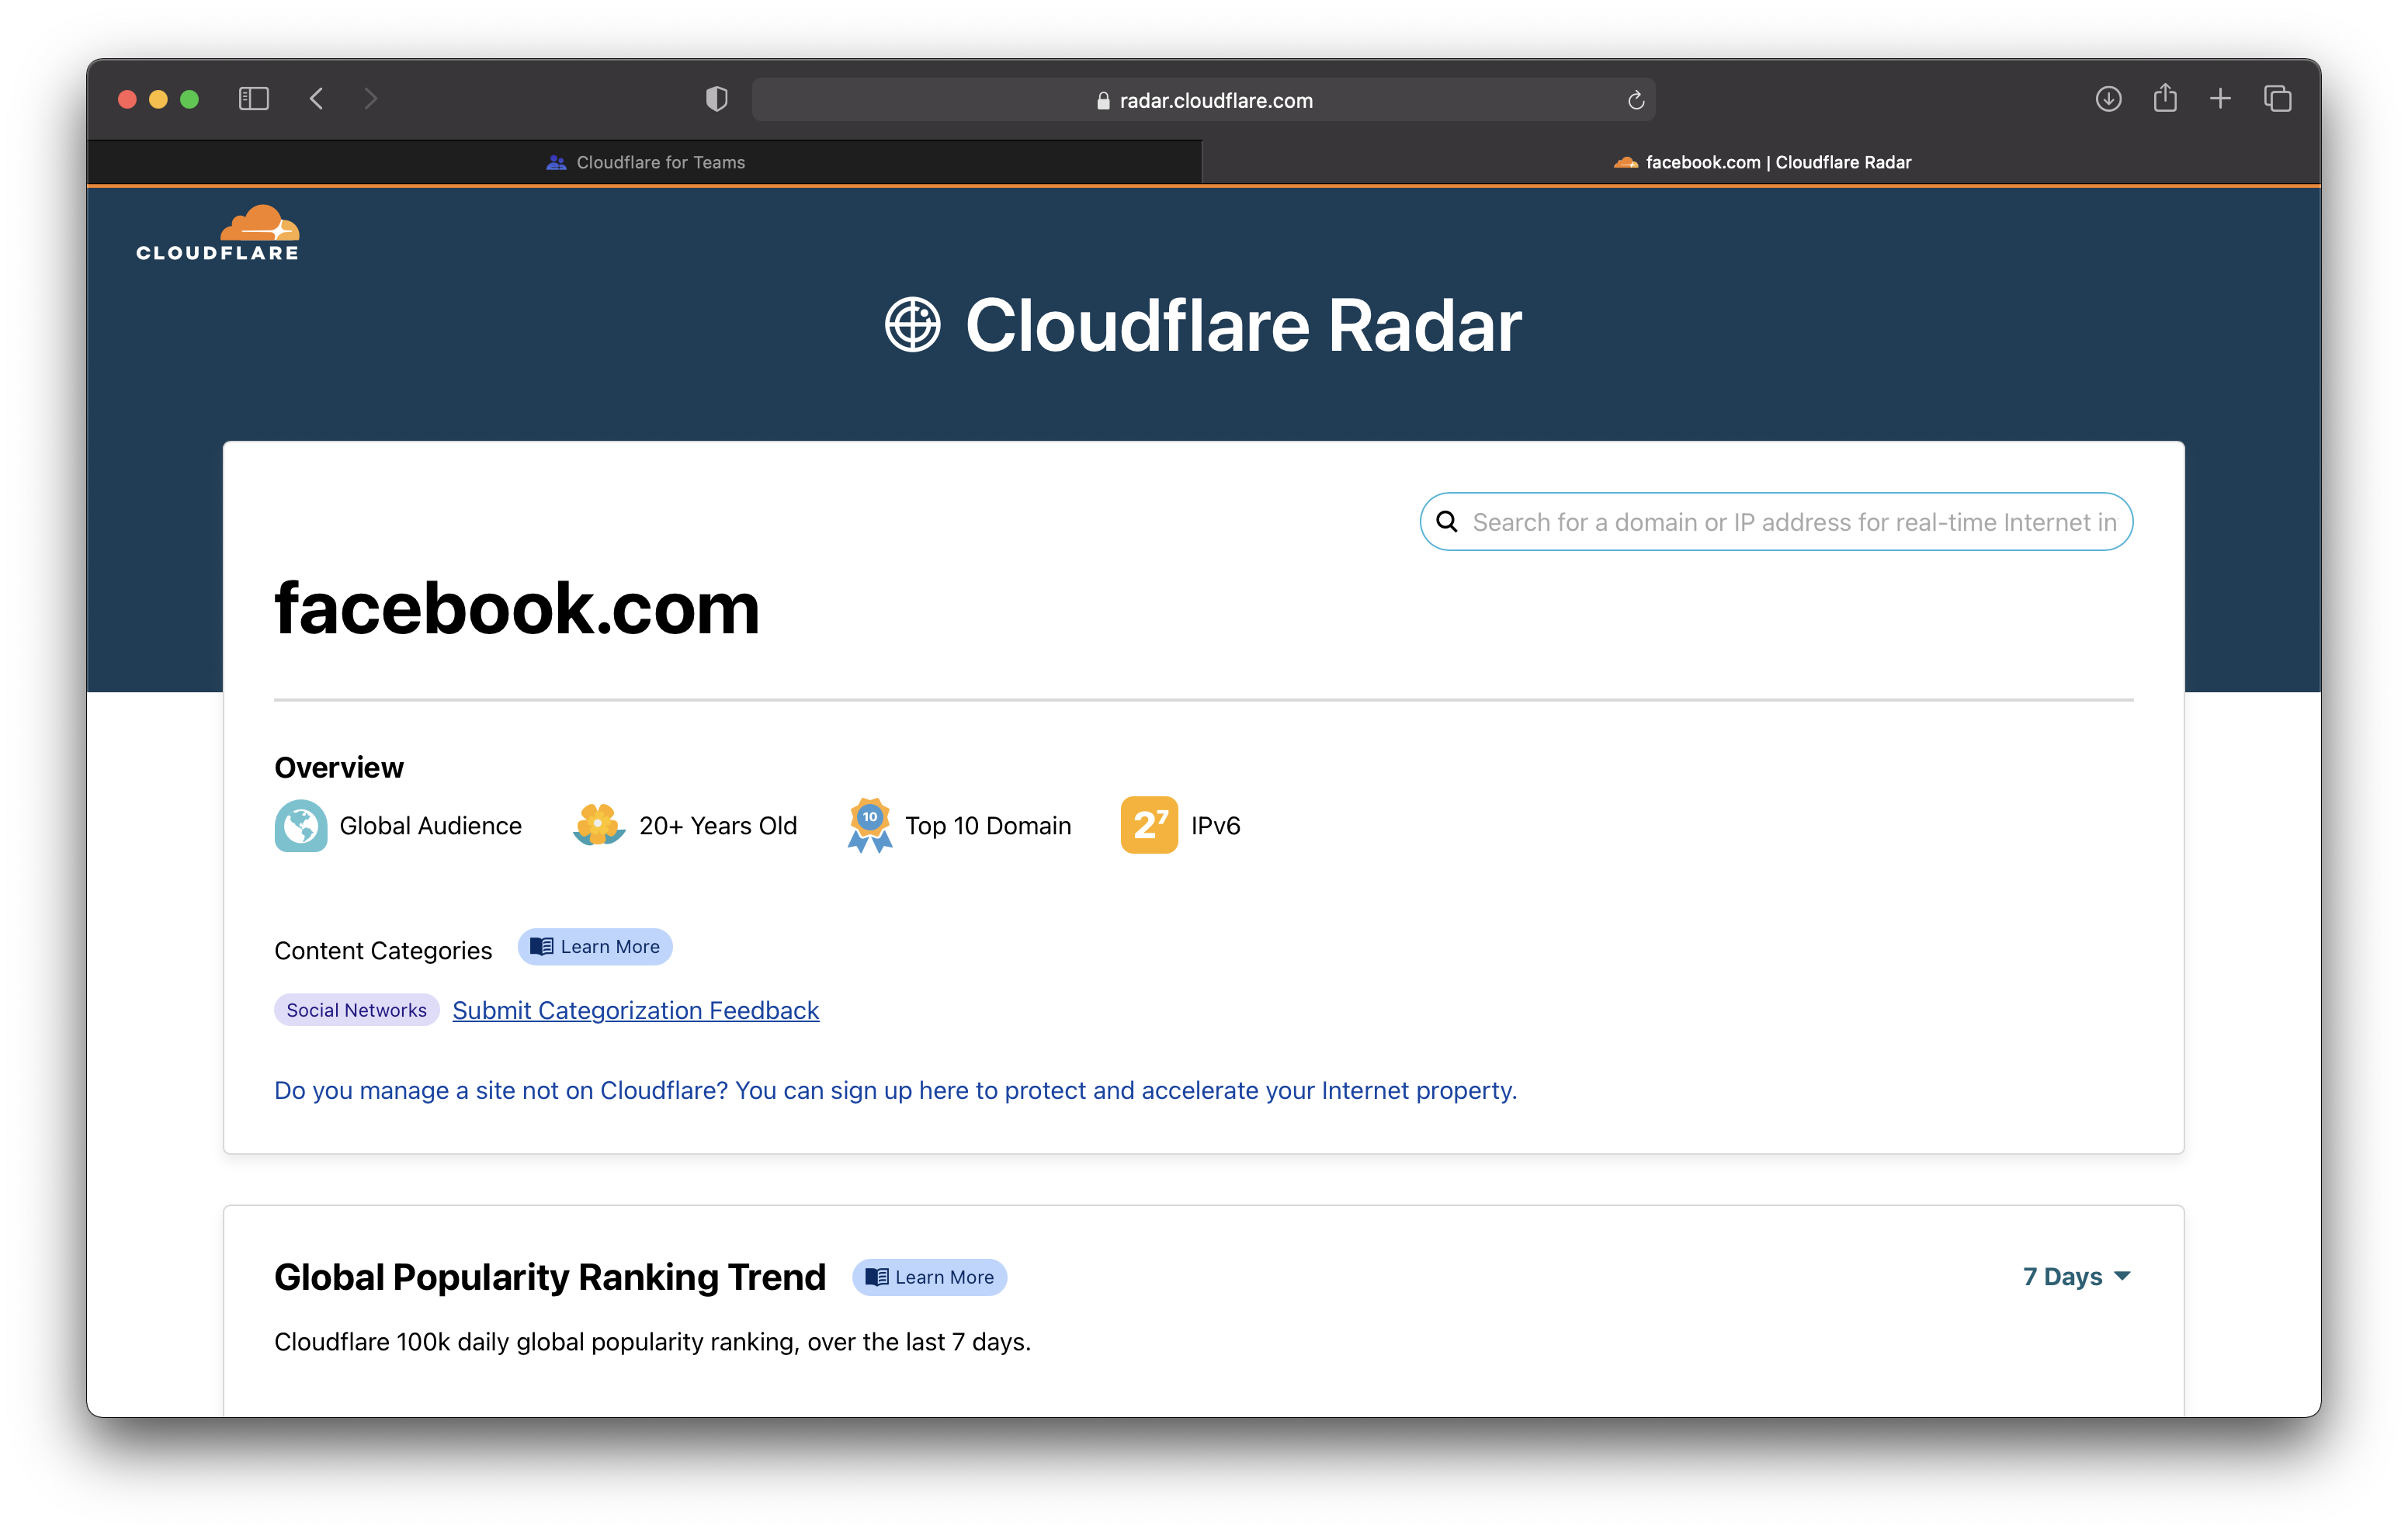 radar.cloudflare.com
Cloudflare for Teams
facebook.com | Cloudflare Radar
CLOUDFLARE
Cloudflare Radar
Search for a domain or IP address for real-time Internet in
facebook.com
Overview
Global Audience
20+ Years Old
10
Top 10 Domain
2⁷
IPv6
Content Categories
Learn More
Social Networks
Submit Categorization Feedback
Do you manage a site not on Cloudflare? You can sign up here to protect and accelerate your Internet property.
Global Popularity Ranking Trend
Learn More
7 Days
Cloudflare 100k daily global popularity ranking, over the last 7 days.